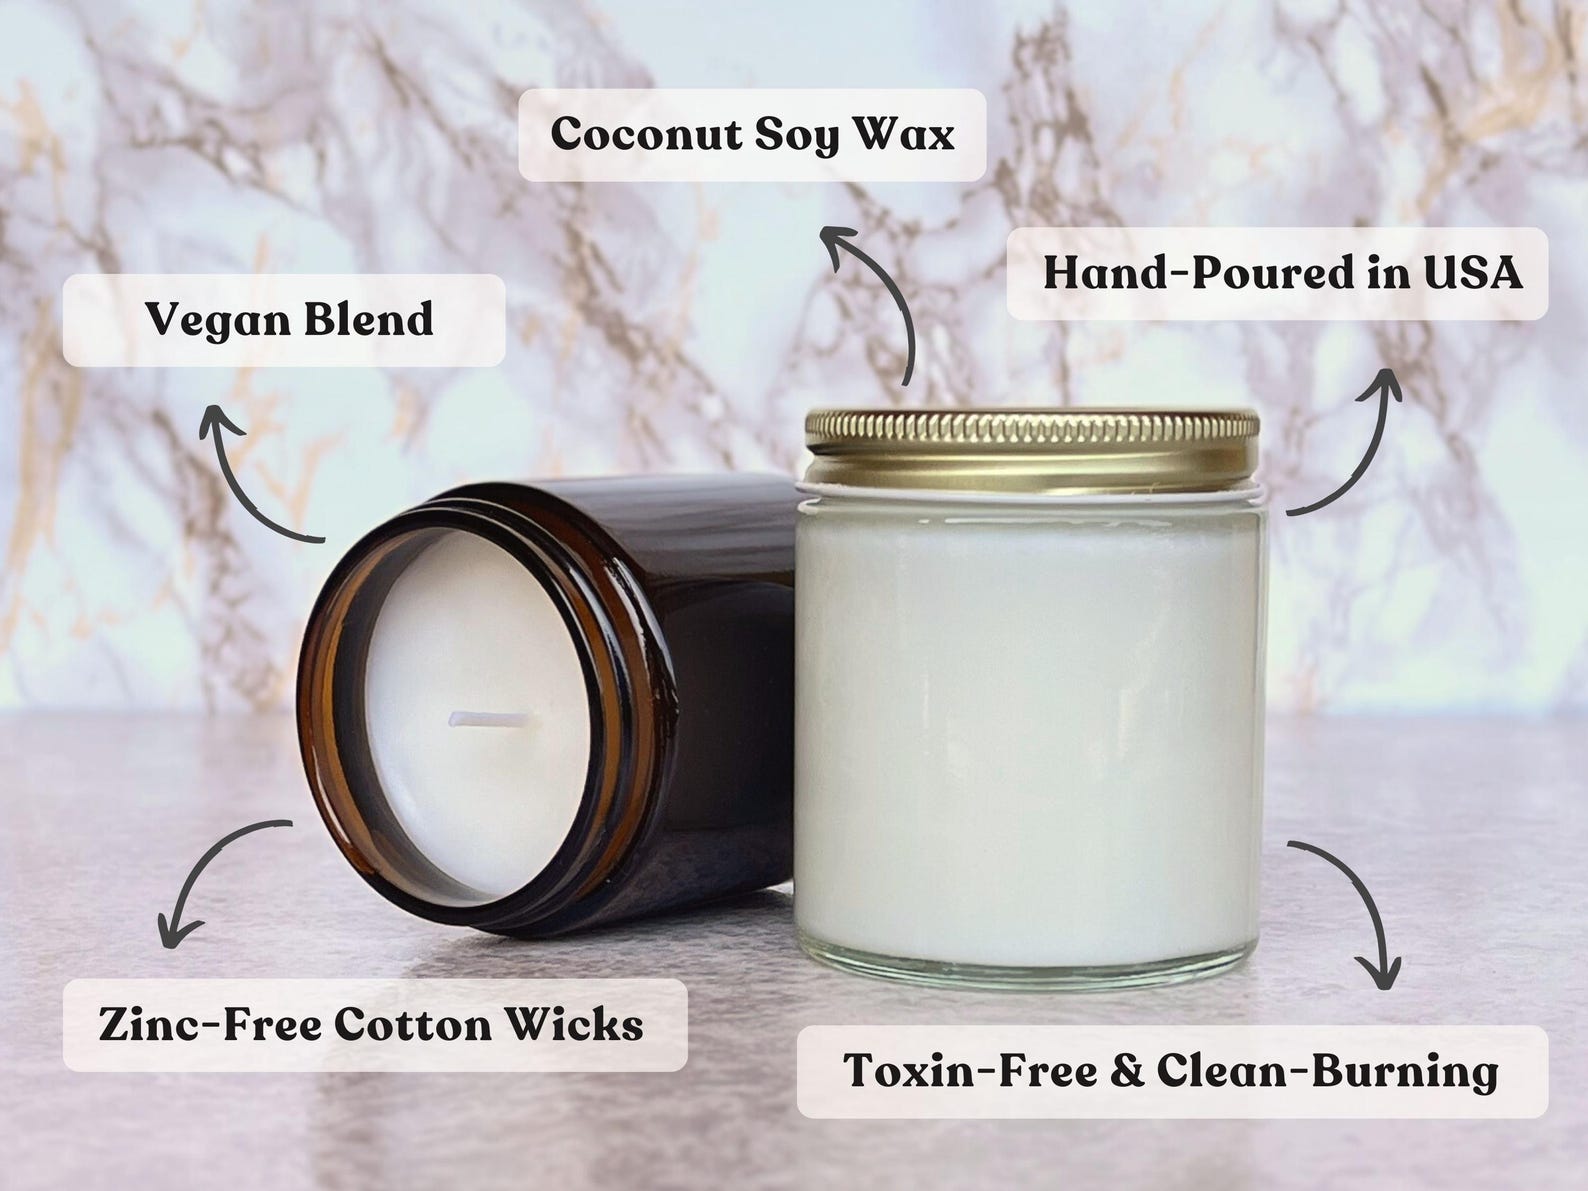 Coconut Soy Wax
Hand-Poured in USA
Vegan Blend
Zinc-Free Cotton Wicks
Toxin-Free & Clean-Burning